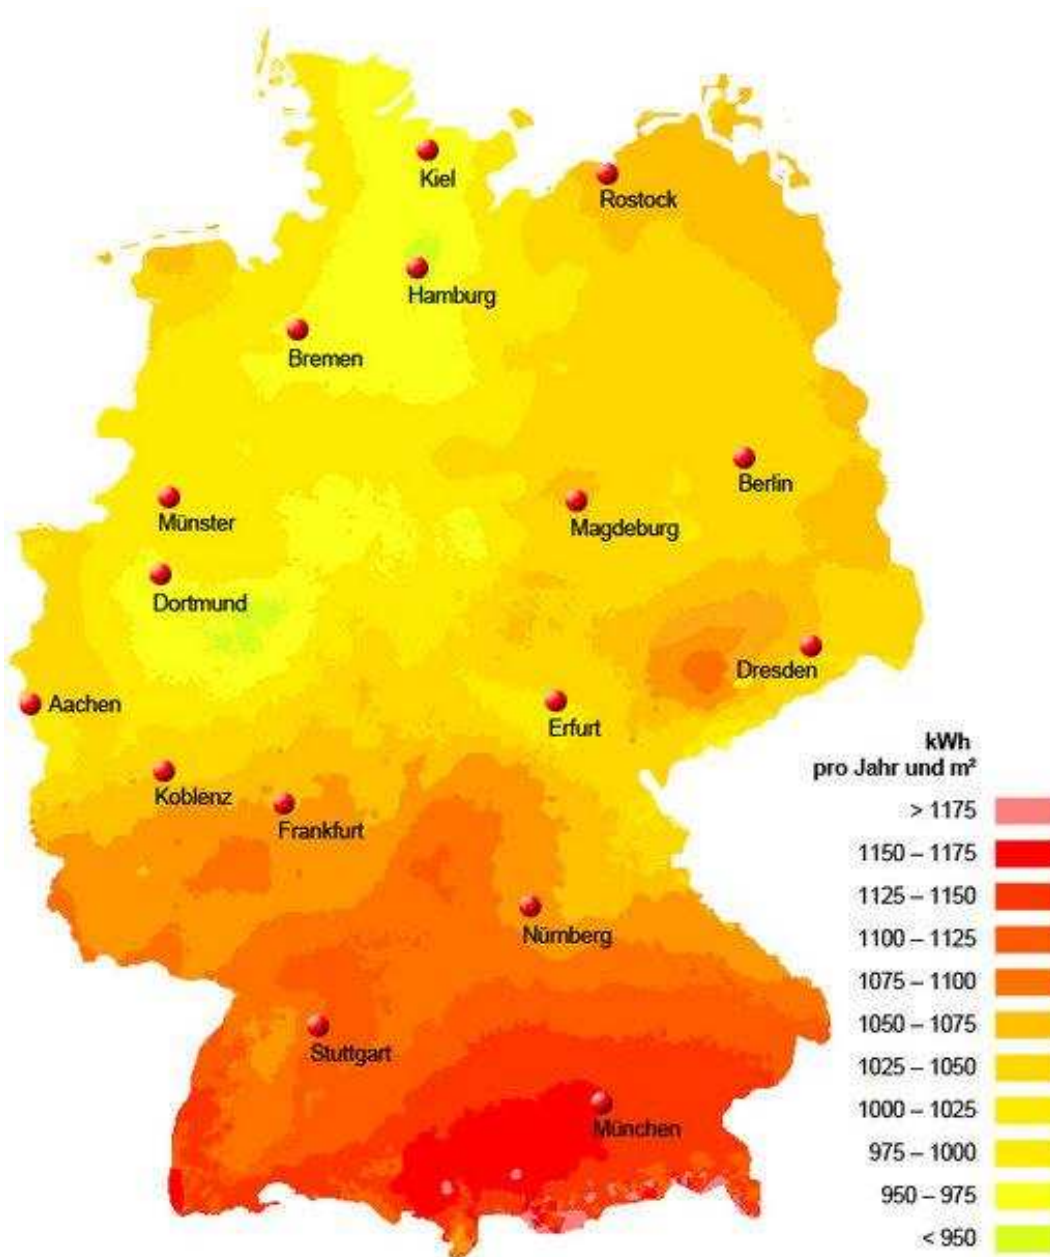 Kiel
Rostock
Hamburg
Bremen
Berlin
Münster
Magdeburg
Dortmund
Dresden
Aachen
Erfurt
kWh
pro Jahr und m²
Koblenz
Frankfurt
> 1175
1150 – 1175
1125 – 1150
Nürnberg
1100 – 1125
1075 – 1100
1050 – 1075
Stuttgart
1025 – 1050
1000 – 1025
München
975 – 1000
950 – 975
< 950